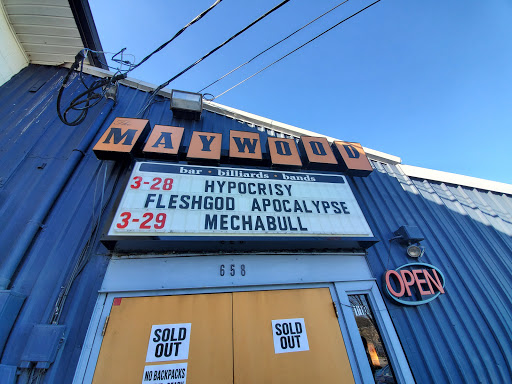 The
MAYWOOD
bar • billiards • bands
3-28 HYPOCRISY
FLESHGOD APOCALYPSE
3-29 MECHABULL
658
OPEN
SOLD
OUT
SOLD
OUT
NO BACKPACKS